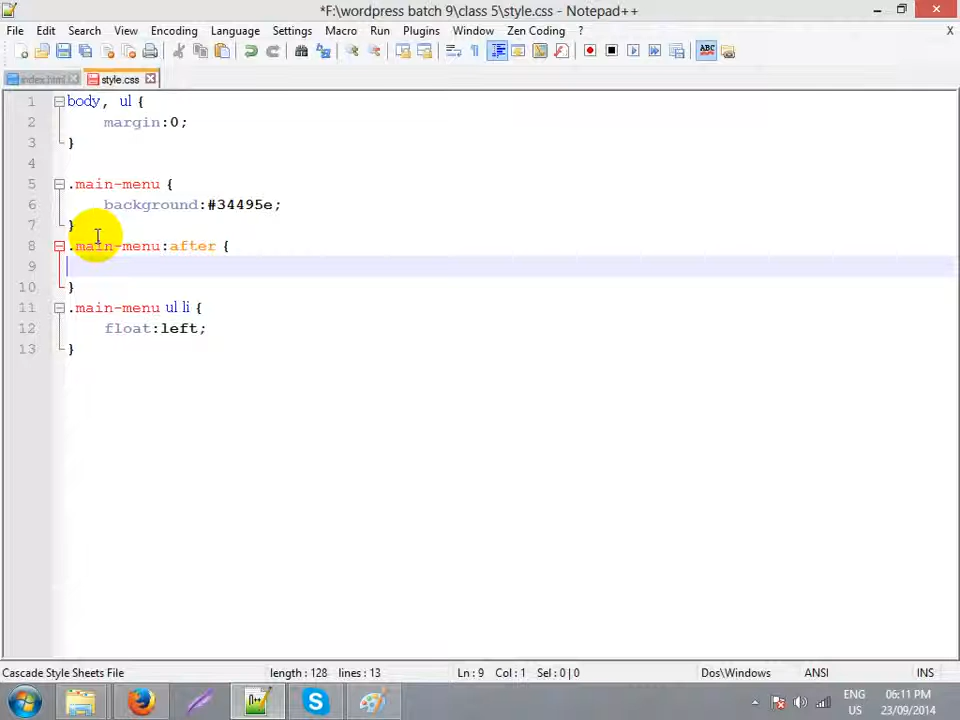 *F:\wordpress batch 9\class 5\style.css - Notepad++
File Edit Search View Encoding Language Settings Macro Run Plugins Window Zen Coding ? X
index.html style.css
1 body, ul {
2 margin:0;
3 }
4
5 .main-menu {
6 background:#34495e;
7 }
8 .main-menu:after {
9
10 }
11 .main-menu ul li {
12 float:left;
13 }
Cascade Style Sheets File length : 128 lines : 13 Ln : 9 Col : 1 Sel : 0 | 0 Dos\Windows ANSI INS
ENG 06:11 PM
US 23/09/2014